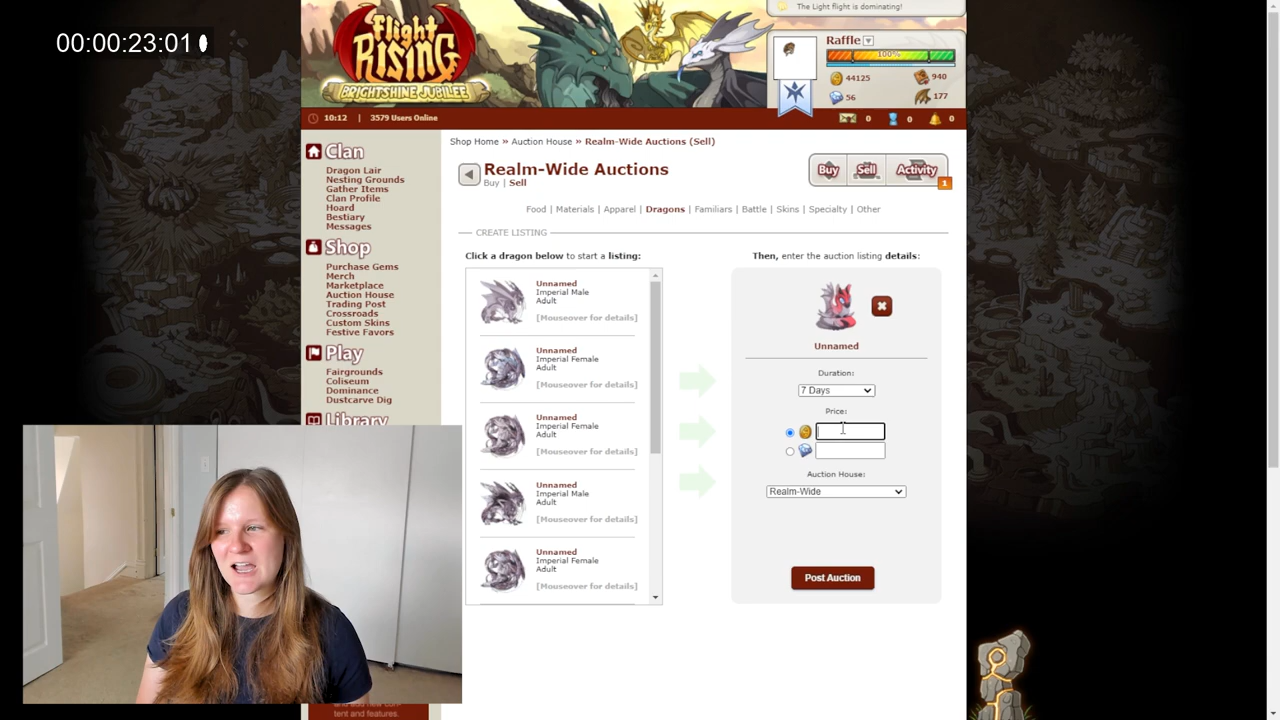 00:00:23:01
Flight
RISING
BRIGHTSHINE JUBILEE
The Light flight is dominating!
Raffle
100%
44125
940
56
177
10:12 | 3579 Users Online
0
0
0
Clan
Dragon Lair
Nesting Grounds
Gather Items
Clan Profile
Hoard
Bestiary
Messages
Shop
Purchase Gems
Merch
Marketplace
Auction House
Trading Post
Crossroads
Custom Skins
Festive Favors
Play
Fairgrounds
Coliseum
Dominance
Dustcarve Dig
Library
and add new con-
tent and features.
Shop Home » Auction House » Realm-Wide Auctions (Sell)
Realm-Wide Auctions
Buy | Sell
Buy
Sell
Activity
1
Food | Materials | Apparel | Dragons | Familiars | Battle | Skins | Specialty | Other
CREATE LISTING
Click a dragon below to start a listing:
Unnamed
Imperial Male
Adult
[Mouseover for details]
Unnamed
Imperial Female
Adult
[Mouseover for details]
Unnamed
Imperial Female
Adult
[Mouseover for details]
Unnamed
Imperial Male
Adult
[Mouseover for details]
Unnamed
Imperial Female
Adult
[Mouseover for details]
Then, enter the auction listing details:
Unnamed
Duration:
7 Days
Price:
Auction House:
Realm-Wide
Post Auction